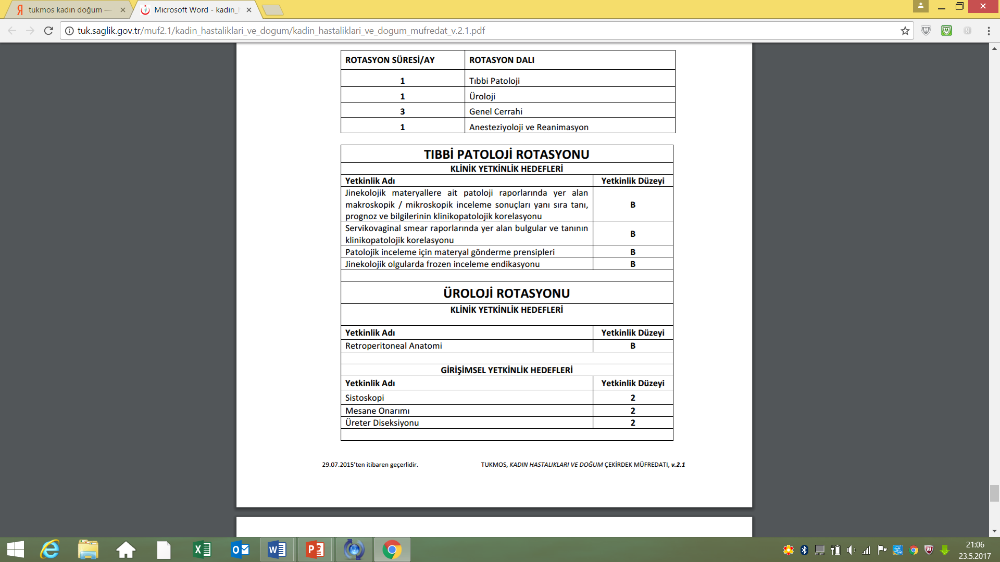 tukmos kadın doğum —
Microsoft Word - kadin_
tuk.saglik.gov.tr/muf2.1/kadin_hastaliklari_ve_dogum/kadin_hastaliklari_ve_dogum_mufredat_v.2.1.pdf
ROTASYON SÜRESİ/AY ROTASYON DALI
1 Tıbbi Patoloji
1 Üroloji
3 Genel Cerrahi
1 Anesteziyoloji ve Reanimasyon
TIBBİ PATOLOJİ ROTASYONU
KLİNİK YETKİNLİK HEDEFLERİ
Yetkinlik Adı Yetkinlik Düzeyi
Jinekolojik materyallere ait patoloji raporlarında yer alan
makroskopik / mikroskopik inceleme sonuçları yanı sıra tanı,
prognoz ve bilgilerinin klinikopatolojik korelasyonu
B
Servikovaginal smear raporlarında yer alan bulgular ve tanının
klinikopatolojik korelasyonu
B
Patolojik inceleme için materyal gönderme prensipleri B
Jinekolojik olgularda frozen inceleme endikasyonu B
ÜROLOJİ ROTASYONU
KLİNİK YETKİNLİK HEDEFLERİ
Yetkinlik Adı Yetkinlik Düzeyi
Retroperitoneal Anatomi B
GİRİŞİMSEL YETKİNLİK HEDEFLERİ
Yetkinlik Adı Yetkinlik Düzeyi
Sistoskopi 2
Mesane Onarımı 2
Üreter Diseksiyonu 2
29.07.2015’ten itibaren geçerlidir. TUKMOS, KADIN HASTALIKLARI VE DOĞUM ÇEKİRDEK MÜFREDATI, v.2.1
21:06
23.5.2017